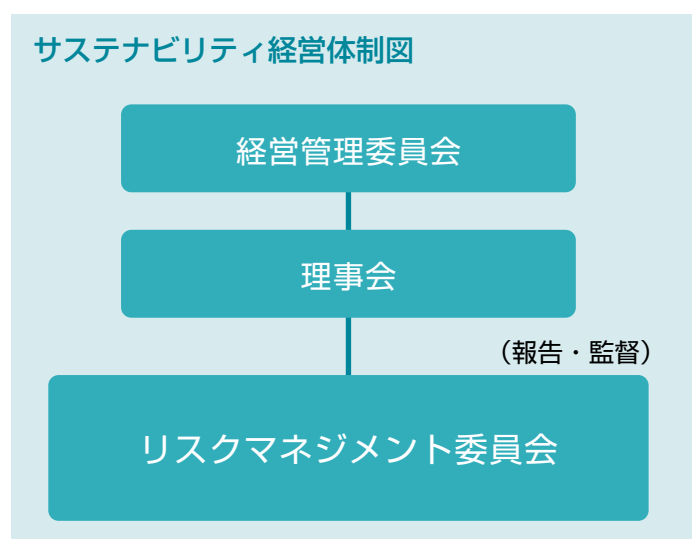 サステナビリティ経営体制図
経営管理委員会
理事会
（報告・監督）
リスクマネジメント委員会